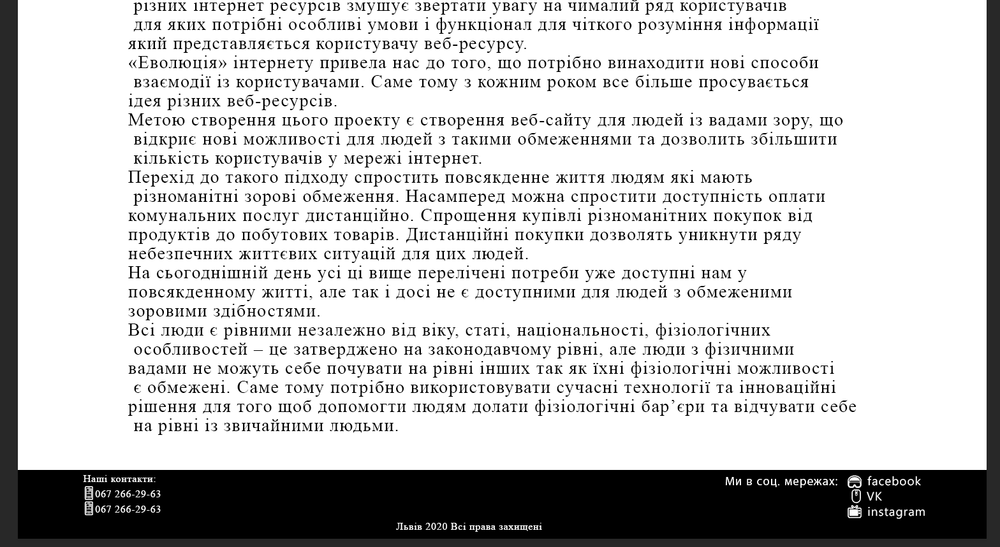 різних інтернет ресурсів змушує звертати увагу на чималий ряд користувачів
для яких потрібні особливі умови і функціонал для чіткого розуміння інформації
який представляється користувачу веб-ресурсу.
«Еволюція» інтернету привела нас до того, що потрібно винаходити нові способи
взаємодії із користувачами. Саме тому з кожним роком все більше просувається
ідея різних веб-ресурсів.
Метою створення цього проекту є створення веб-сайту для людей із вадами зору, що
відкриє нові можливості для людей з такими обмеженнями та дозволить збільшити
кількість користувачів у мережі інтернет.
Перехід до такого підходу спростить повсякденне життя людям які мають
різноманітні зорові обмеження. Насамперед можна спростити доступність оплати
комунальних послуг дистанційно. Спрощення купівлі різноманітних покупок від
продуктів до побутових товарів. Дистанційні покупки дозволять уникнути ряду
небезпечних життєвих ситуацій для цих людей.
На сьогоднішній день усі ці вище перелічені потреби уже доступні нам у
повсякденному житті, але так і досі не є доступними для людей з обмеженими
зоровими здібностями.
Всі люди є рівними незалежно від віку, статі, національності, фізіологічних
особливостей – це затверджено на законодавчому рівні, але люди з фізичними
вадами не можуть себе почувати на рівні інших так як їхні фізіологічні можливості
є обмежені. Саме тому потрібно використовувати сучасні технології та інноваційні
рішення для того щоб допомогти людям долати фізіологічні бар’єри та відчувати себе
на рівні із звичайними людьми.
Наші контакти:
067 266-29-63
067 266-29-63
Ми в соц. мережах:
facebook
VK
instagram
Львів 2020 Всі права захищені